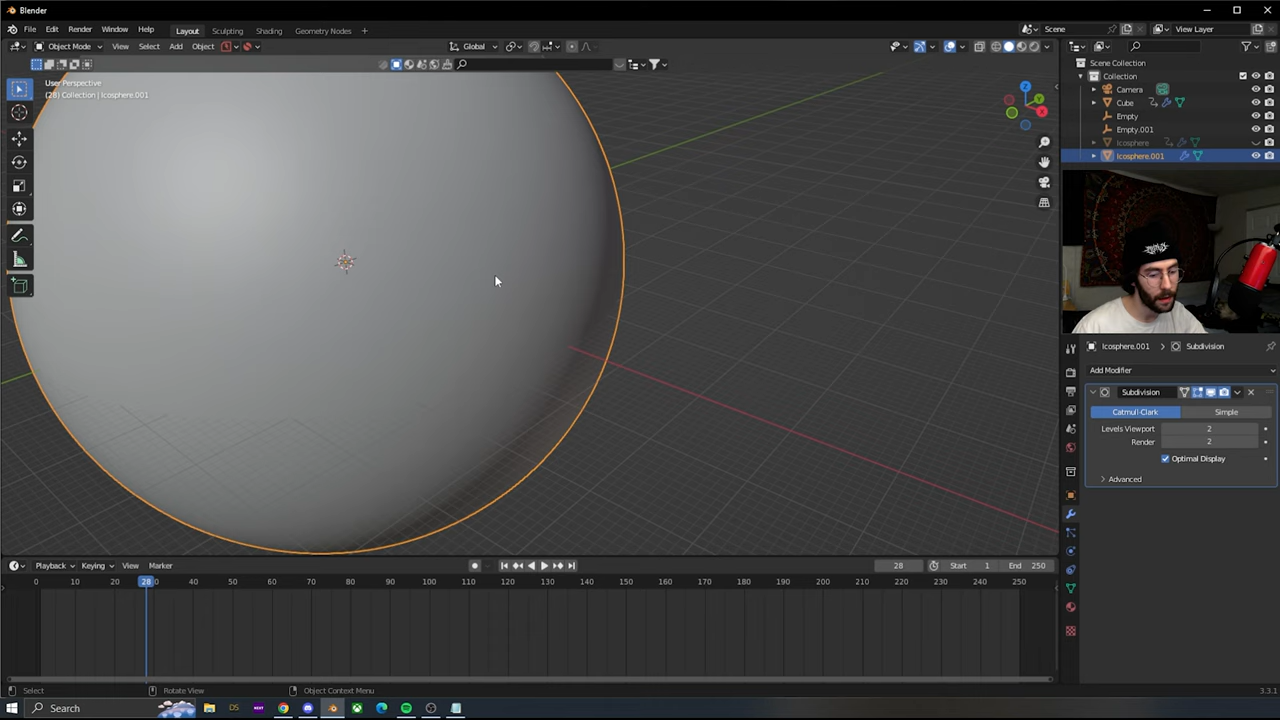 Blender
File Edit Render Window Help Layout Sculpting Shading Geometry Nodes + Scene View Layer
Object Mode View Select Add Object Global
User Perspective
(28) Collection | Icosphere.001
Scene Collection
Collection
Camera
Cube
Empty
Empty.001
Icosphere
Icosphere.001
Icosphere.001 > Subdivision
Add Modifier
Subdivision
Catmull-Clark Simple
Levels Viewport 2
Render 2
Optimal Display
Advanced
Playback Keying View Marker 28 Start 1 End 250
0 10 20 28 30 40 50 60 70 80 90 100 110 120 130 140 150 160 170 180 190 200 210 220 230 240 250
Select Rotate View Object Context Menu 3.3.1
Search